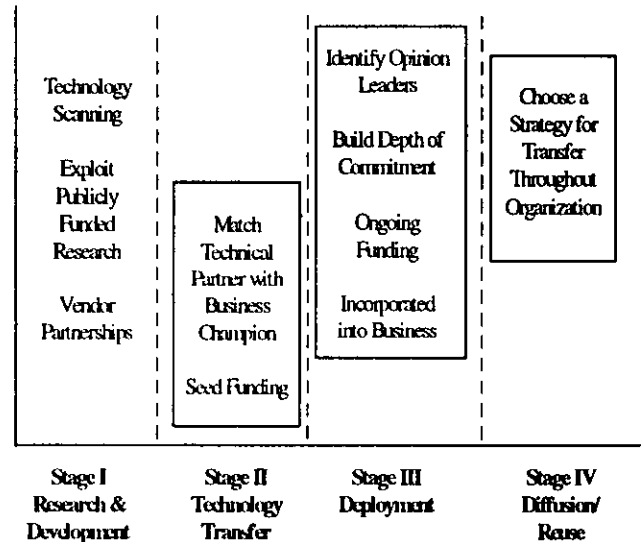 Technology
Scanning
Exploit
Publicly
Funded
Research
Vendor
Partnerships
Match
Technical
Partner with
Business
Champion
Seed Funding
Identify Opinion
Leaders
Build Depth of
Commitment
Ongoing
Funding
Incorporated
into Business
Choose a
Strategy for
Transfer
Throughout
Organization
Stage I
Research &
Development
Stage II
Technology
Transfer
Stage III
Deployment
Stage IV
Diffusion/
Reuse